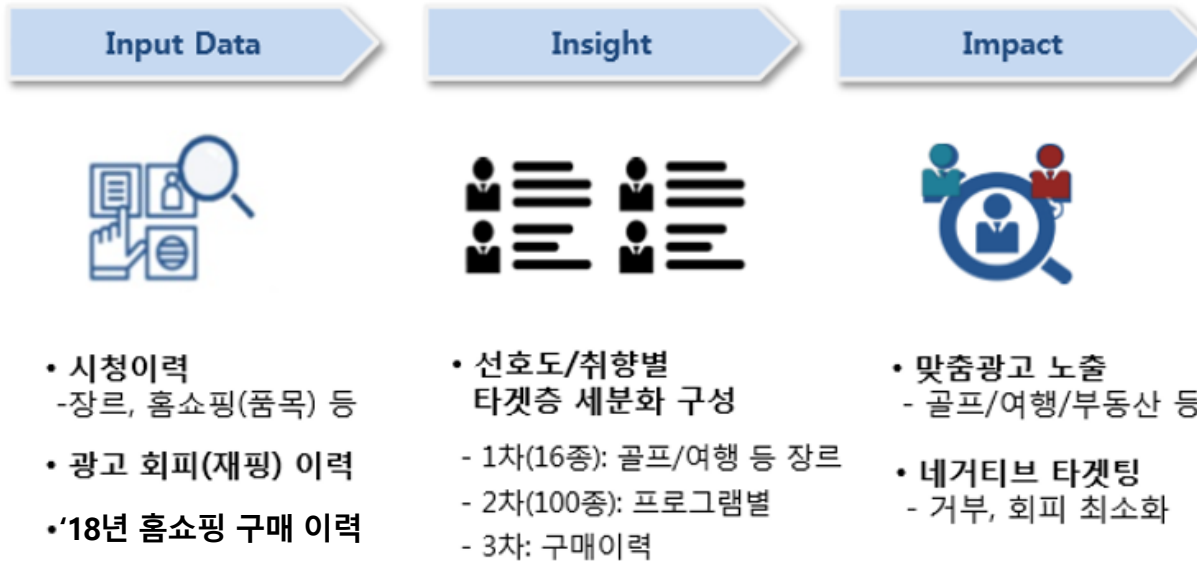 Input Data
Insight
Impact
• 시청이력
-장르, 홈쇼핑(품목) 등
• 광고 회피(재핑) 이력
•‘18년 홈쇼핑 구매 이력
• 선호도/취향별
타겟층 세분화 구성
- 1차(16종): 골프/여행 등 장르
- 2차(100종): 프로그램별
- 3차: 구매이력
• 맞춤광고 노출
- 골프/여행/부동산 등
• 네거티브 타겟팅
- 거부, 회피 최소화